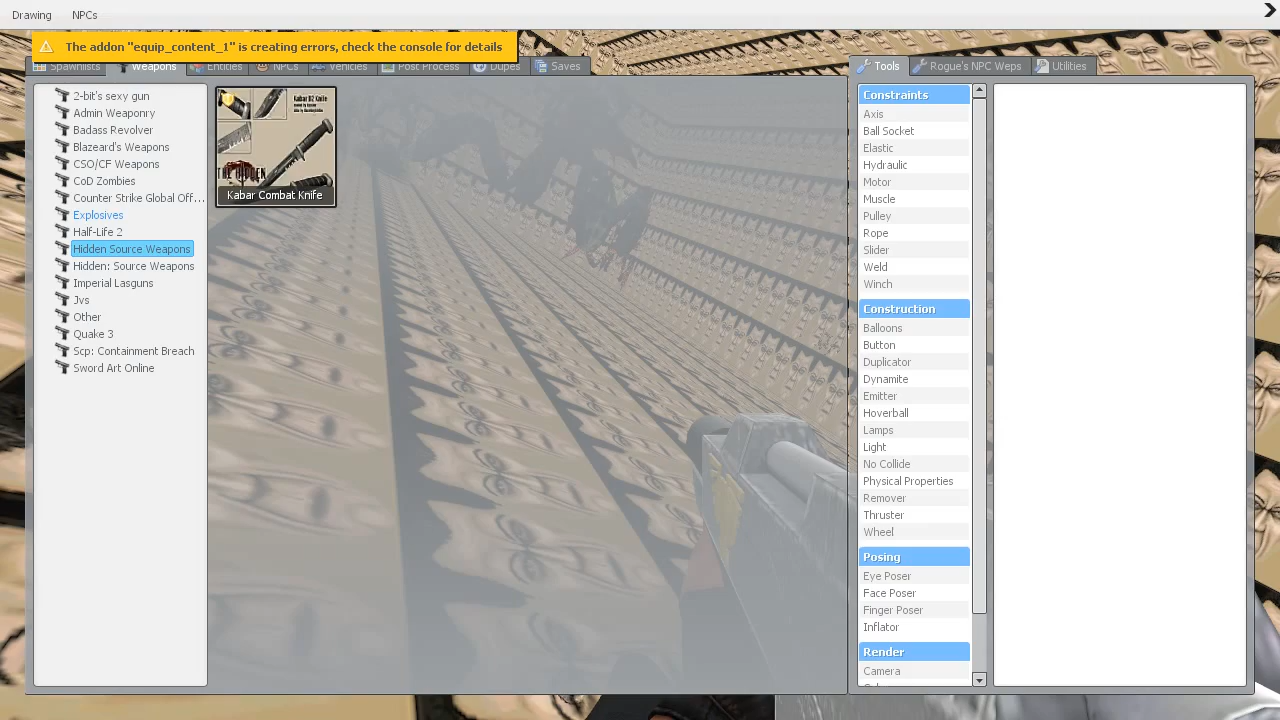 Drawing
NPCs
The addon "equip_content_1" is creating errors, check the console for details
Spawnlists
Weapons
Entities
NPCs
Vehicles
Post Process
Dupes
Saves
2-bit's sexy gun
Admin Weaponry
Badass Revolver
Blazeard's Weapons
CSO/CF Weapons
CoD Zombies
Counter Strike Global Off...
Explosives
Half-Life 2
Hidden Source Weapons
Hidden: Source Weapons
Imperial Lasguns
Jvs
Other
Quake 3
Scp: Containment Breach
Sword Art Online
Kabar D2 Knife
THE HIDDEN
Kabar Combat Knife
Tools
Rogue's NPC Weps
Utilities
Constraints
Axis
Ball Socket
Elastic
Hydraulic
Motor
Muscle
Pulley
Rope
Slider
Weld
Winch
Construction
Balloons
Button
Duplicator
Dynamite
Emitter
Hoverball
Lamps
Light
No Collide
Physical Properties
Remover
Thruster
Wheel
Posing
Eye Poser
Face Poser
Finger Poser
Inflator
Render
Camera